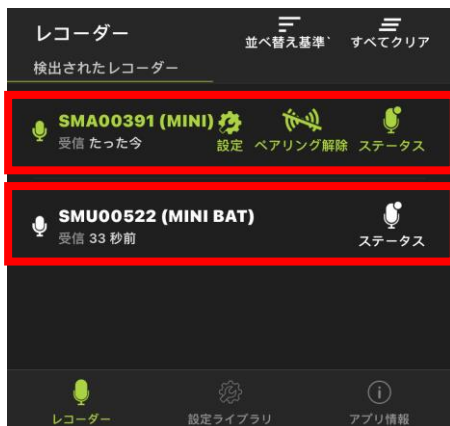 レコーダー
並べ替え基準
すべてクリア
検出されたレコーダー
SMA00391 (MINI)
受信 たった今
設定 ペアリング解除 ステータス
SMU00522 (MINI BAT)
受信 33 秒前
ステータス
レコーダー 設定ライブラリ アプリ情報